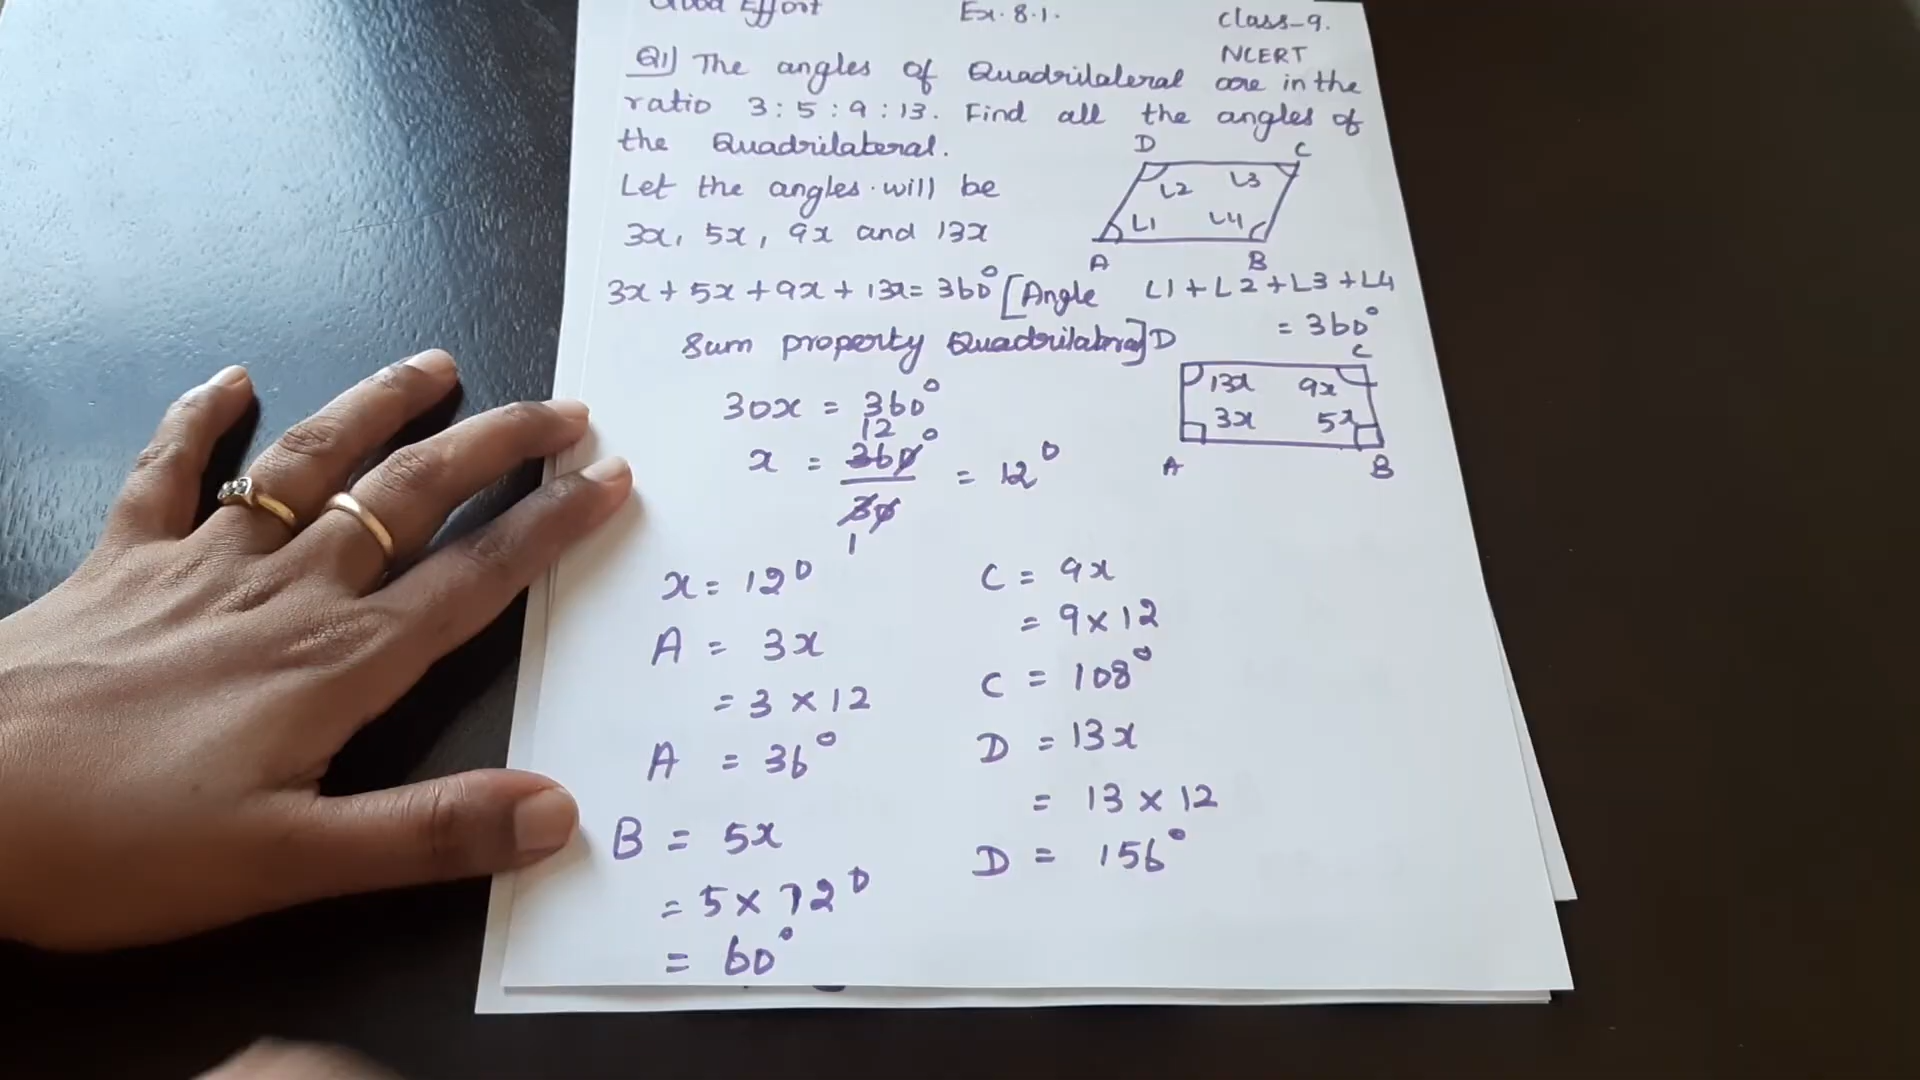 Good Effort Ex. 8.1. Class-9.
NCERT
Q1) The angles of Quadrilateral are in the
ratio 3 : 5 : 9 : 13. Find all the angles of
the Quadrilateral.
D C
∠2 ∠3
∠1 ∠4
A B
Let the angles will be
3x, 5x, 9x and 13x
3x + 5x + 9x + 13x = 360° [Angle
Sum property Quadrilateral]
∠1 + ∠2 + ∠3 + ∠4
= 360°
D C
13x 9x
3x 5x
A B
30x = 360°
12
x = 360° = 12°
30
1
x = 12°
A = 3x
= 3 × 12
A = 36°
B = 5x
= 5 × 72°
= 60°
C = 9x
= 9 × 12
C = 108°
D = 13x
= 13 × 12
D = 156°